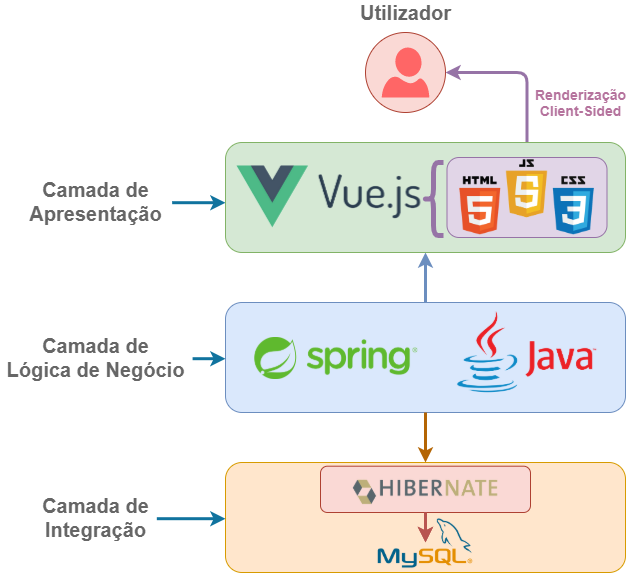 Utilizador
Renderização
Client-Sided
Camada de
Apresentação
Vue.js
HTML
5
JS
5
CSS
3
Camada de
Lógica de Negócio
spring®
Java™
Camada de
Integração
HIBERNATE
MySQL®